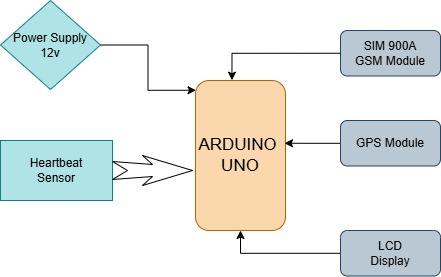 Power Supply
12v
SIM 900A
GSM Module
ARDUINO
UNO
GPS Module
Heartbeat
Sensor
LCD
Display